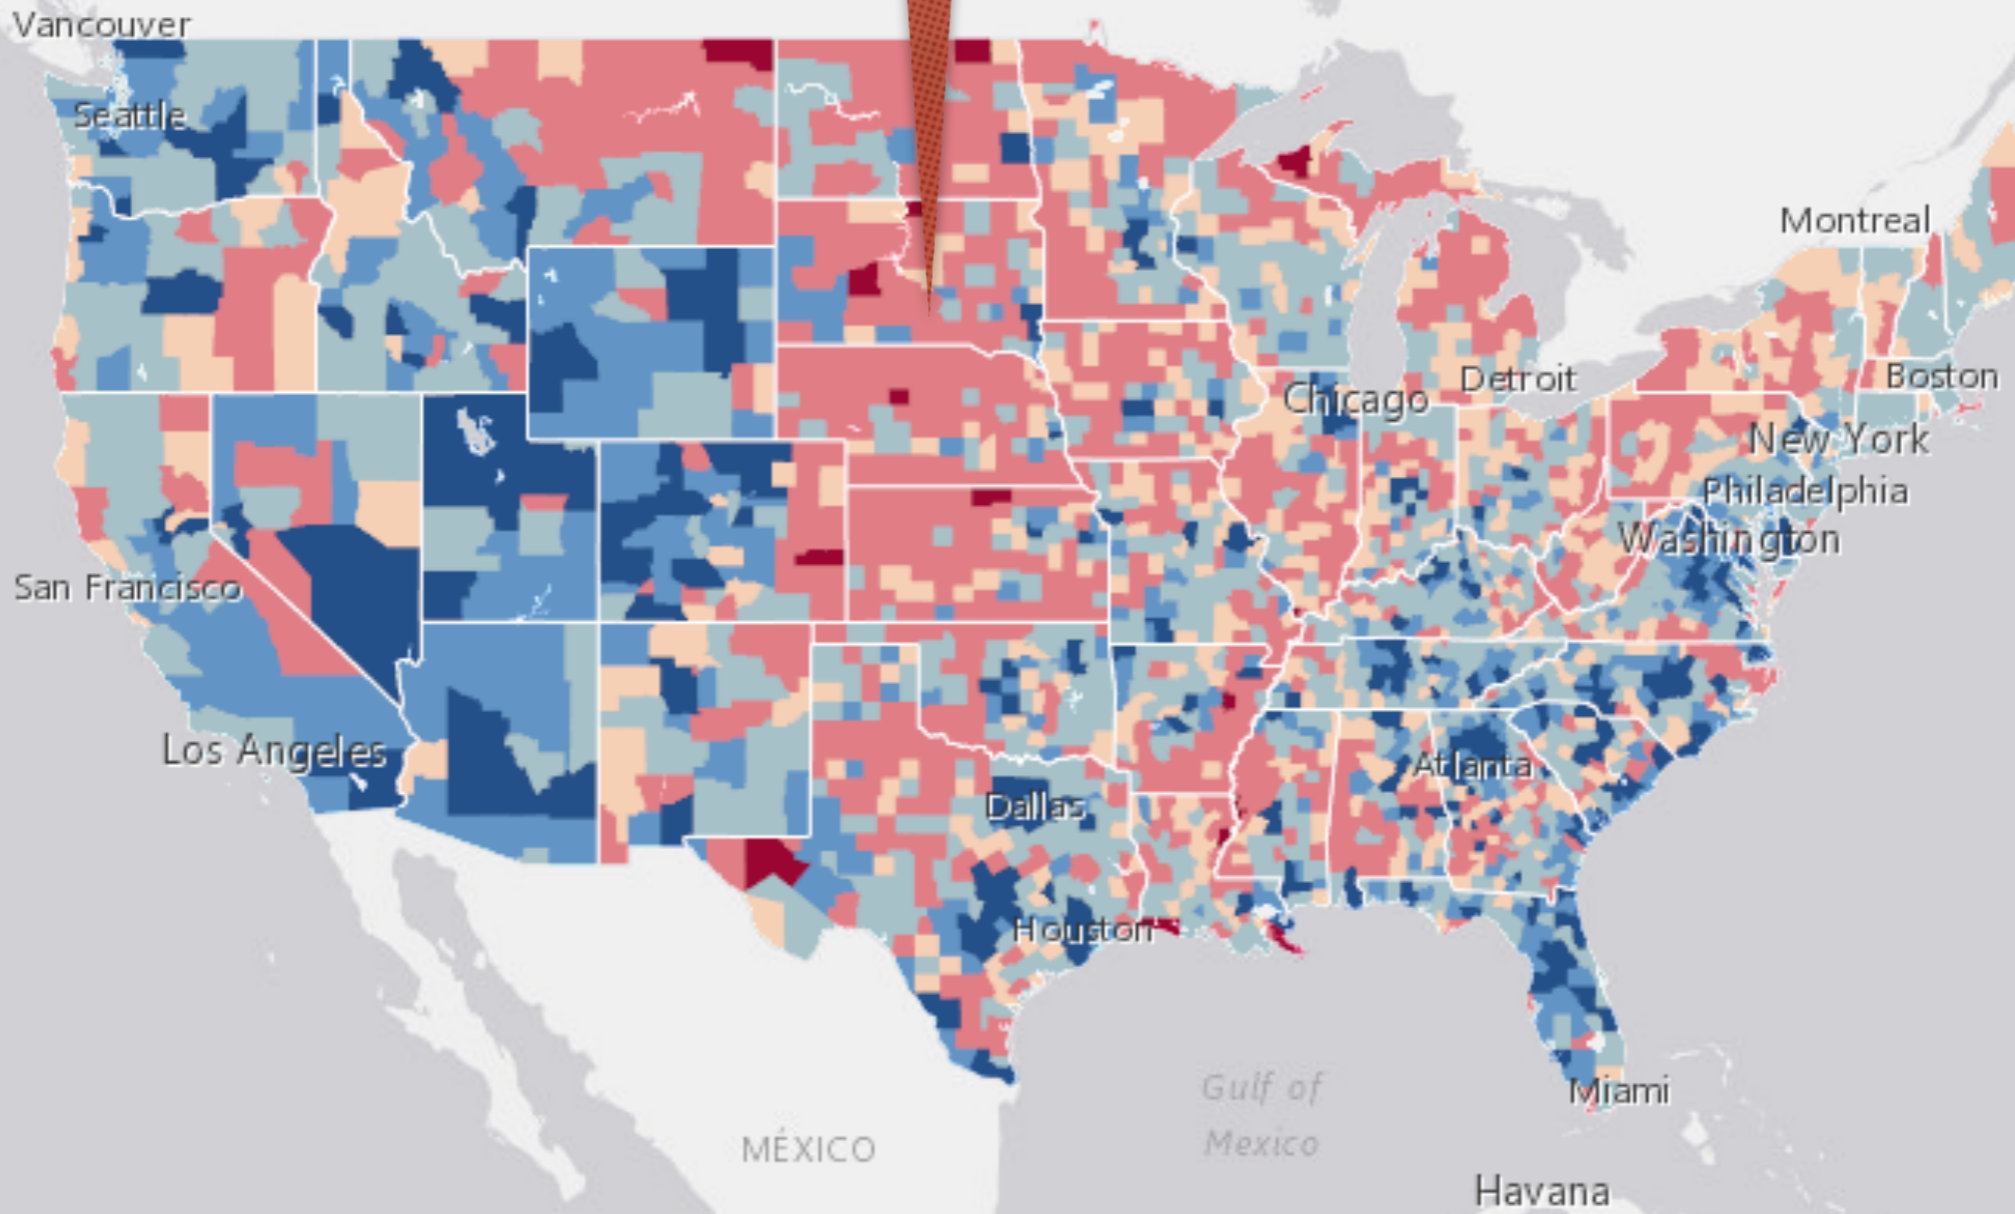 Vancouver
Seattle
Montreal
Boston
Detroit
Chicago
New York
Philadelphia
Washington
San Francisco
Los Angeles
Atlanta
Dallas
Houston
Miami
Gulf of
Mexico
MÉXICO
Havana